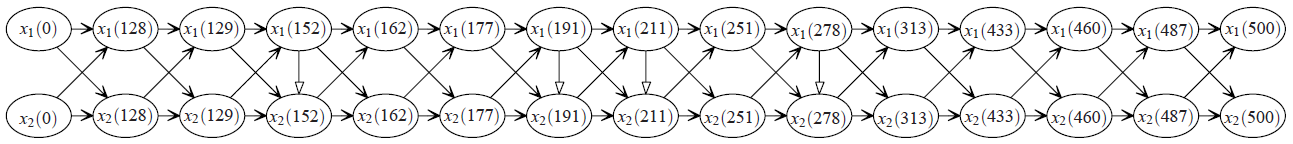 x₁(0) x₁(128) x₁(129) x₁(152) x₁(162) x₁(177) x₁(191) x₁(211) x₁(251) x₁(278) x₁(313) x₁(433) x₁(460) x₁(487) x₁(500)
x₂(0) x₂(128) x₂(129) x₂(152) x₂(162) x₂(177) x₂(191) x₂(211) x₂(251) x₂(278) x₂(313) x₂(433) x₂(460) x₂(487) x₂(500)